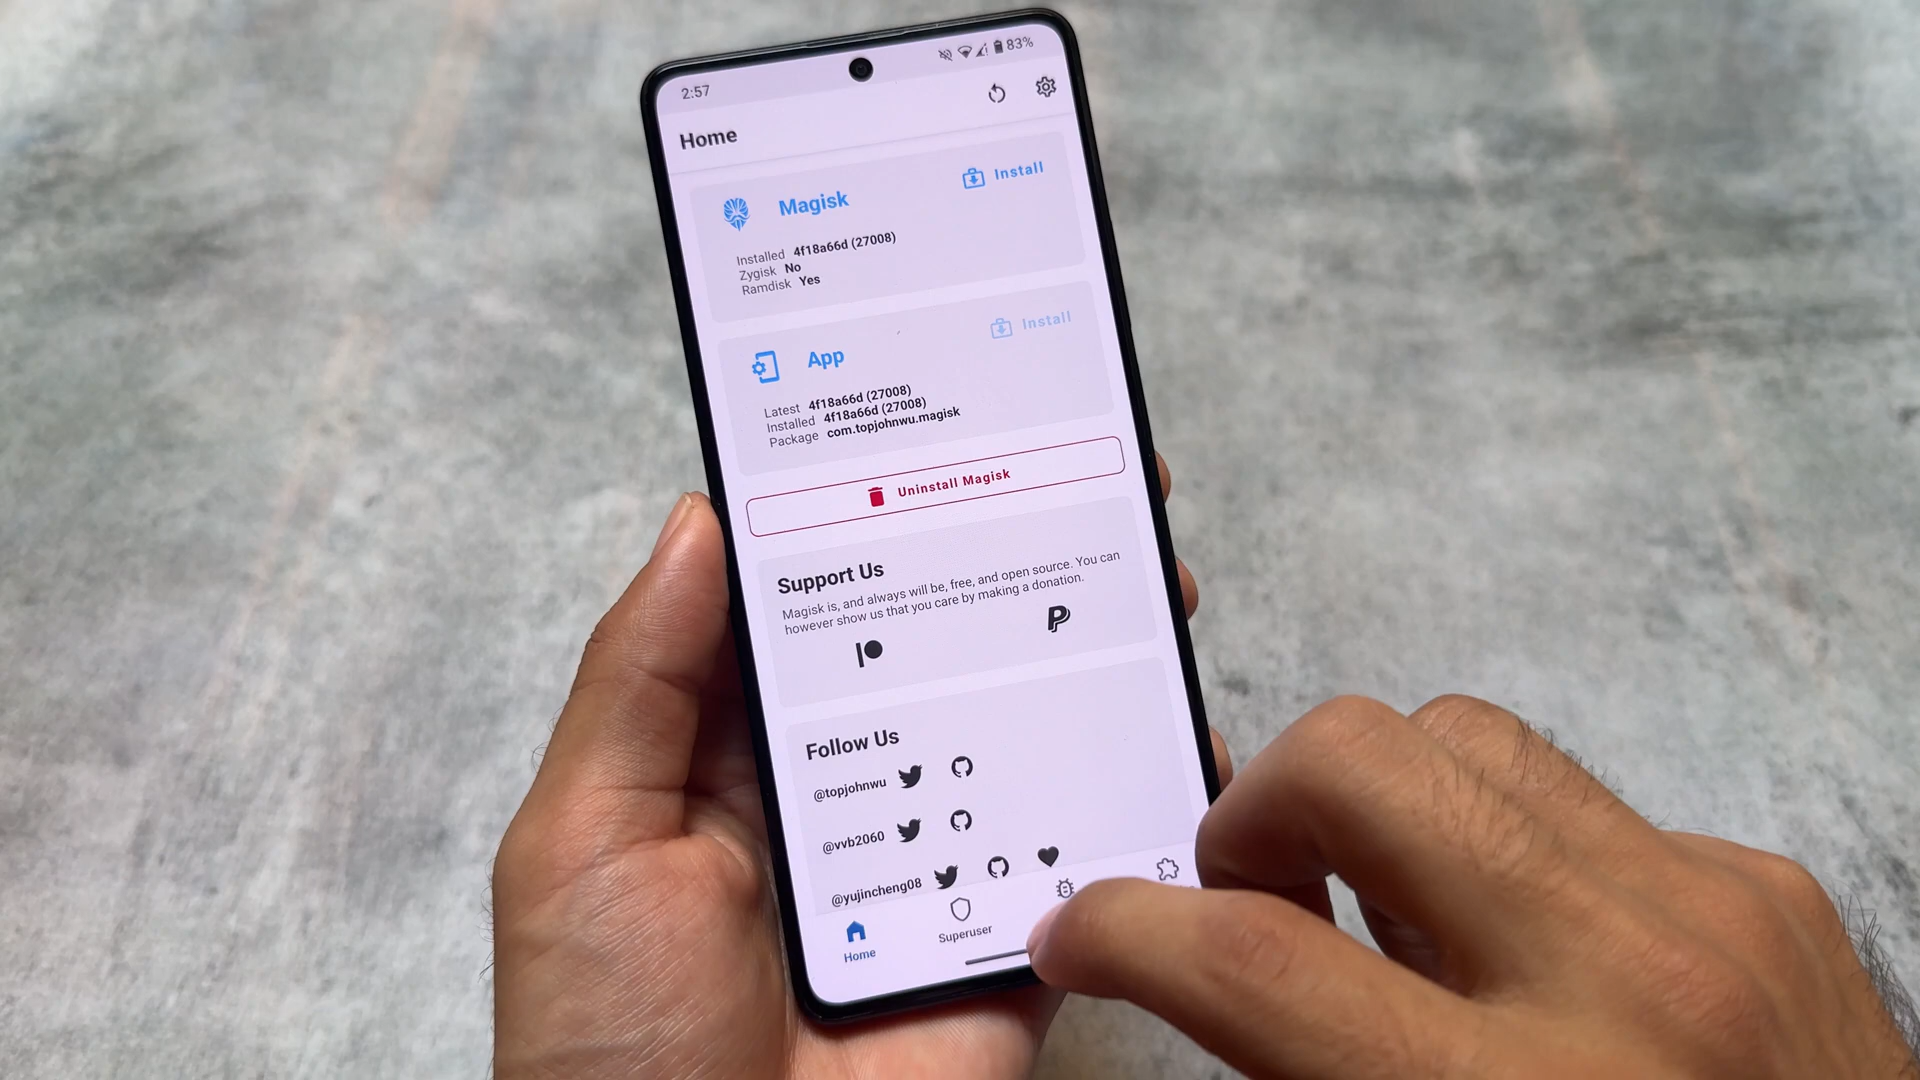 2:57
83%
Home
Magisk
Install
Installed 4f18a66d (27008)
Zygisk No
Ramdisk Yes
App
Install
Latest 4f18a66d (27008)
Installed 4f18a66d (27008)
Package com.topjohnwu.magisk
Uninstall Magisk
Support Us
Magisk is, and always will be, free, and open source. You can
however show us that you care by making a donation.
Follow Us
@topjohnwu
@vvb2060
@yujincheng08
Home
Superuser